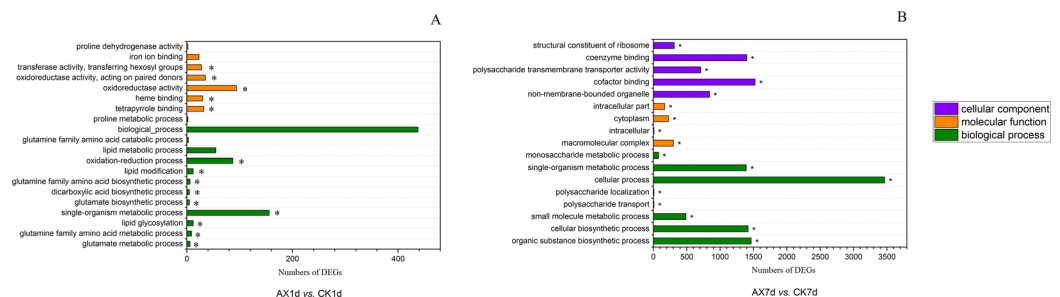 A
proline dehydrogenase activity
iron ion binding
transferase activity, transferring hexosyl groups
oxidoreductase activity, acting on paired donors
oxidoreductase activity
heme binding
tetrapyrrole binding
proline metabolic process
biological_process
glutamine family amino acid catabolic process
lipid metabolic process
oxidation-reduction process
lipid modification
glutamine family amino acid biosynthetic process
dicarboxylic acid biosynthetic process
glutamate biosynthetic process
single-organism metabolic process
lipid glycosylation
glutamine family amino acid metabolic process
glutamate metabolic process
* * * * * * * * * * * * * * *
0 200 400
Numbers of DEGs
AX1d vs. CK1d
B
structural constituent of ribosome
coenzyme binding
polysaccharide transmembrane transporter activity
cofactor binding
non-membrane-bounded organelle
intracellular part
cytoplasm
intracellular
macromolecular complex
monosaccharide metabolic process
single-organism metabolic process
cellular process
polysaccharide localization
polysaccharide transport
small molecule metabolic process
cellular biosynthetic process
organic substance biosynthetic process
* * * * * * * * * * * * * * * * *
0 500 1000 1500 2000 2500 3000 3500
Numbers of DEGs
AX7d vs. CK7d
cellular component
molecular function
biological process